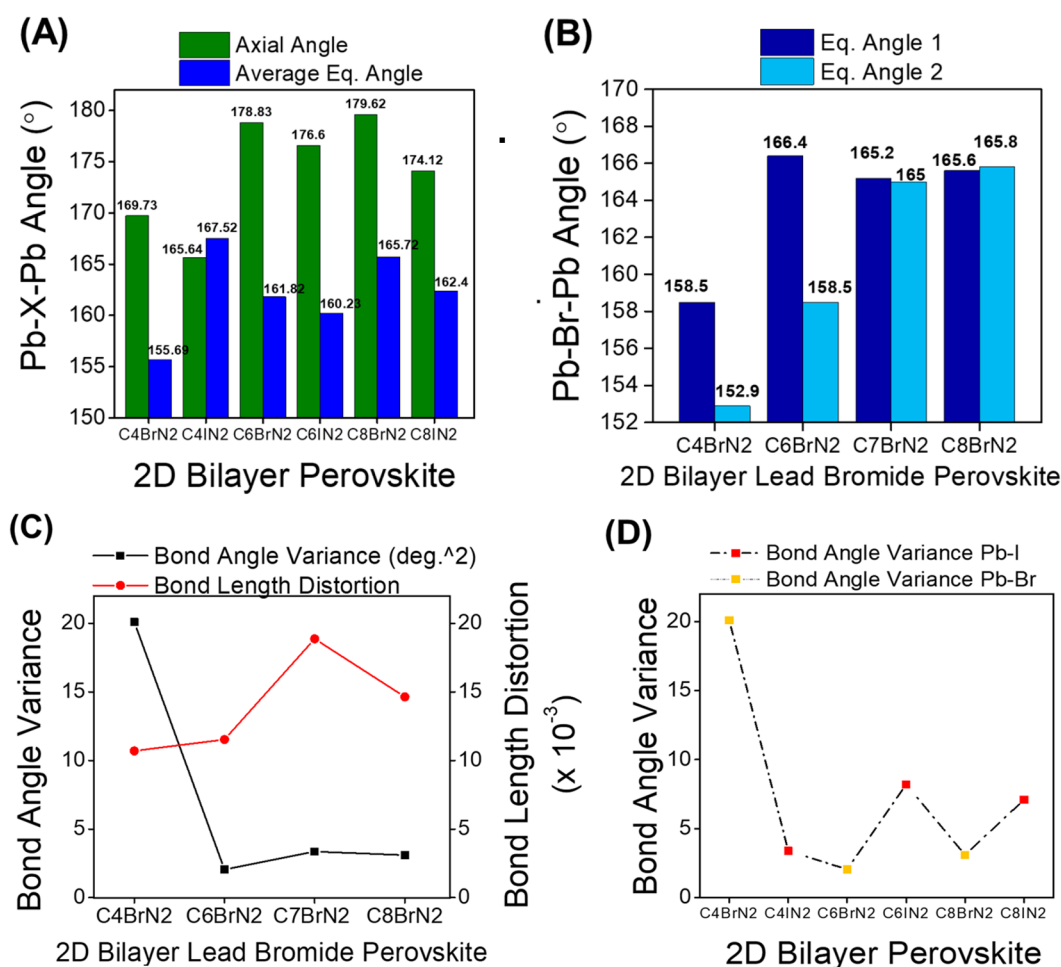 (A)
Axial Angle
Average Eq. Angle
Pb-X-Pb Angle (°)
180
175
170
165
160
155
150
169.73
155.69
165.64
167.52
178.83
161.82
176.6
160.23
179.62
165.72
174.12
162.4
C4BrN2 C4IN2 C6BrN2 C6IN2 C8BrN2 C8IN2
2D Bilayer Perovskite
(B)
Eq. Angle 1
Eq. Angle 2
Pb-Br-Pb Angle (°)
170
168
166
164
162
160
158
156
154
152
158.5
152.9
166.4
158.5
165.2
165
165.6
165.8
C4BrN2 C6BrN2 C7BrN2 C8BrN2
2D Bilayer Lead Bromide Perovskite
(C)
Bond Angle Variance (deg.^2)
Bond Length Distortion
Bond Angle Variance
20
15
10
5
0
20
15
10
5
0
Bond Length Distortion
(x 10⁻³)
C4BrN2 C6BrN2 C7BrN2 C8BrN2
2D Bilayer Lead Bromide Perovskite
(D)
Bond Angle Variance Pb-I
Bond Angle Variance Pb-Br
Bond Angle Variance
20
15
10
5
0
C4BrN2 C4IN2 C6BrN2 C6IN2 C8BrN2 C8IN2
2D Bilayer Perovskite